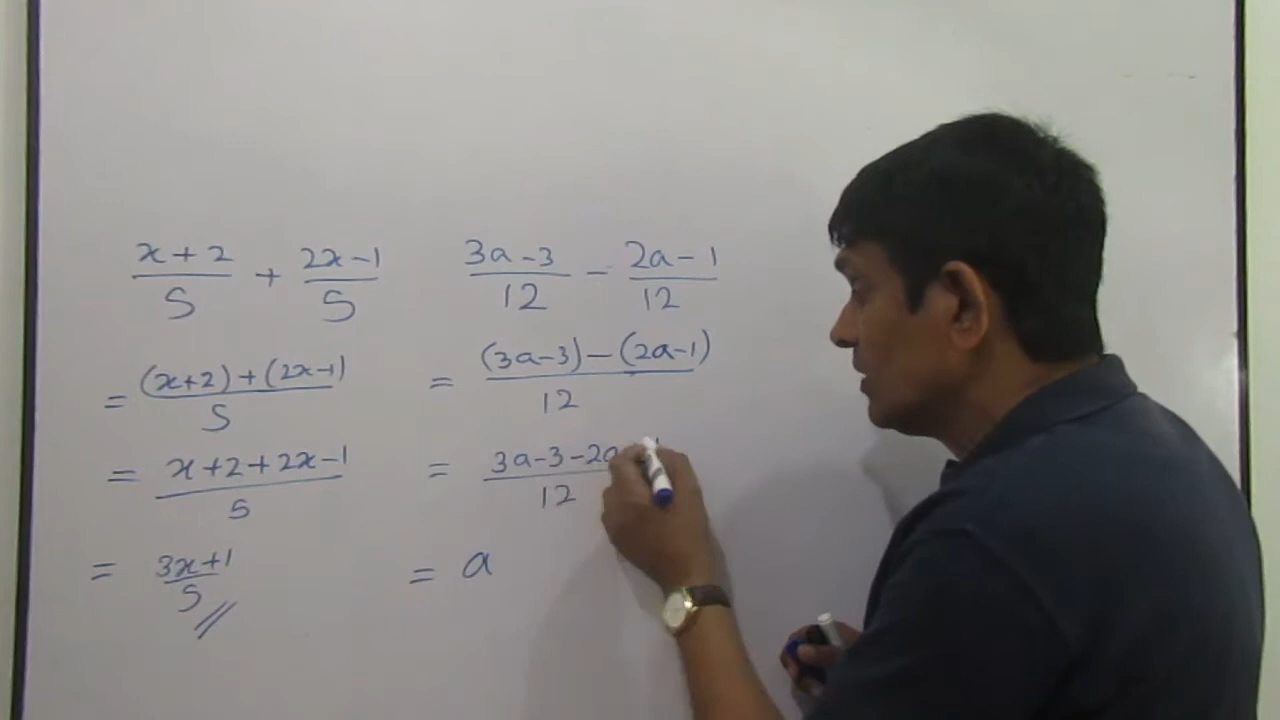 x+2/5 + 2x-1/5
= (x+2)+(2x-1)/5
= x+2+2x-1/5
= 3x+1/5
3a-3/12 - 2a-1/12
= (3a-3)-(2a-1)/12
= 3a-3-2a 1/12
= a